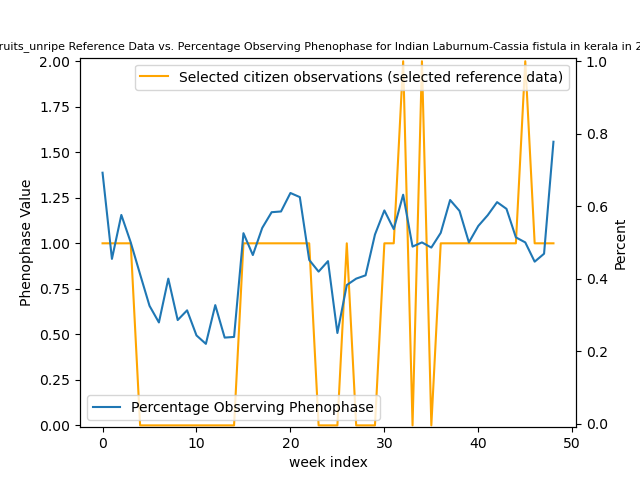 ruits_unripe Reference Data vs. Percentage Observing Phenophase for Indian Laburnum-Cassia fistula in kerala in 2
Selected citizen observations (selected reference data)
Percentage Observing Phenophase
Phenophase Value
2.00
1.75
1.50
1.25
1.00
0.75
0.50
0.25
0.00
1.0
0.8
0.6
0.4
0.2
0.0
Percent
0 10 20 30 40 50
week index